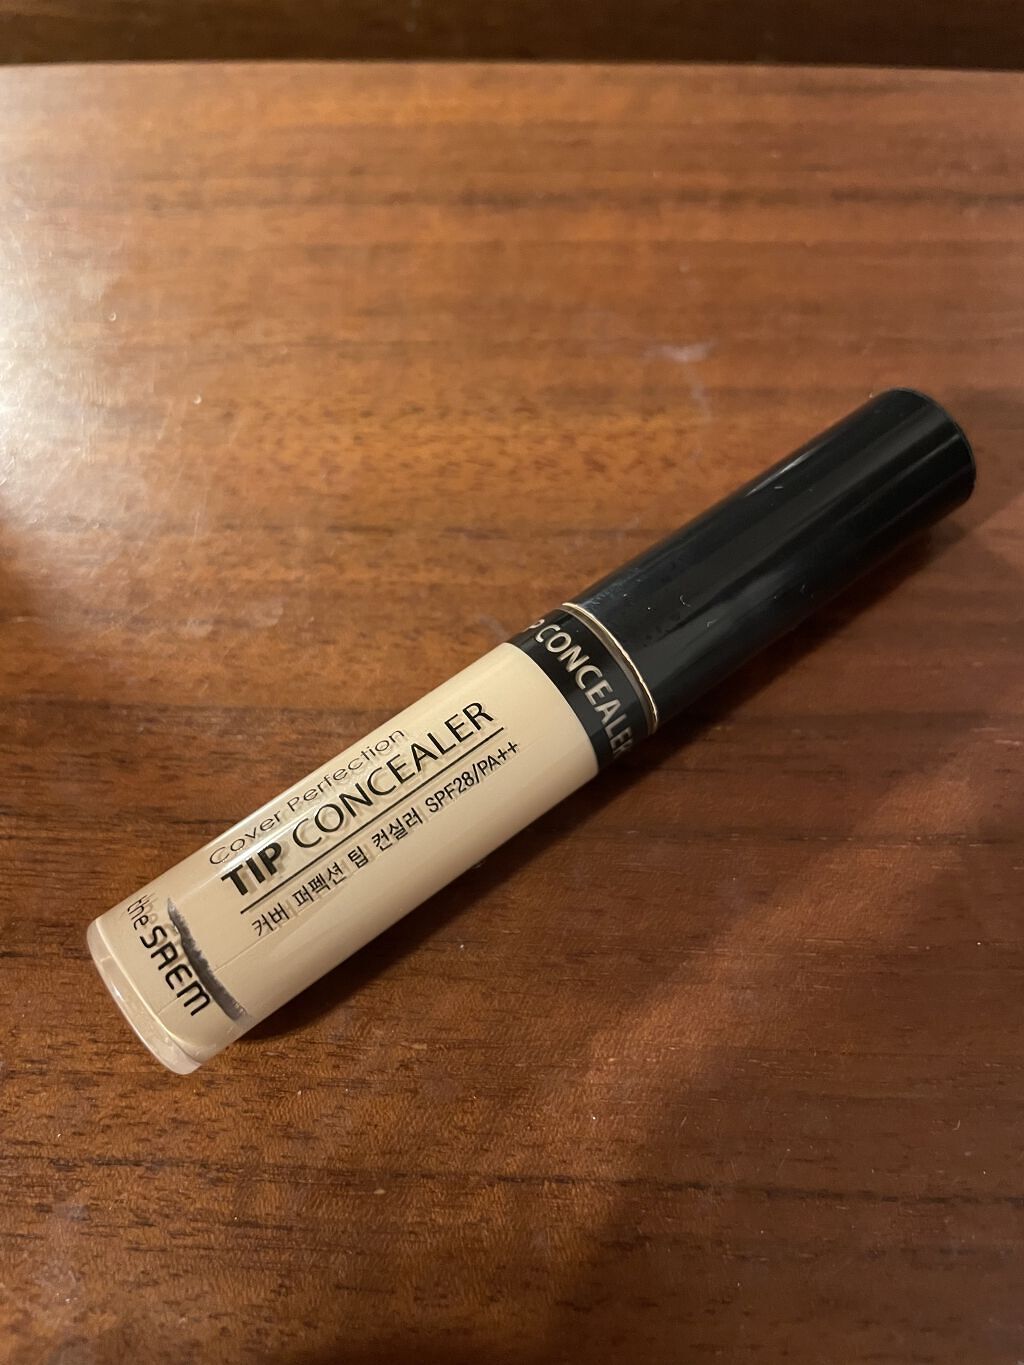 Cover Perfection
TIP CONCEALER
커버 퍼펙션 팁 컨실러 SPF28/PA++
the SAEM
P CONCEALER